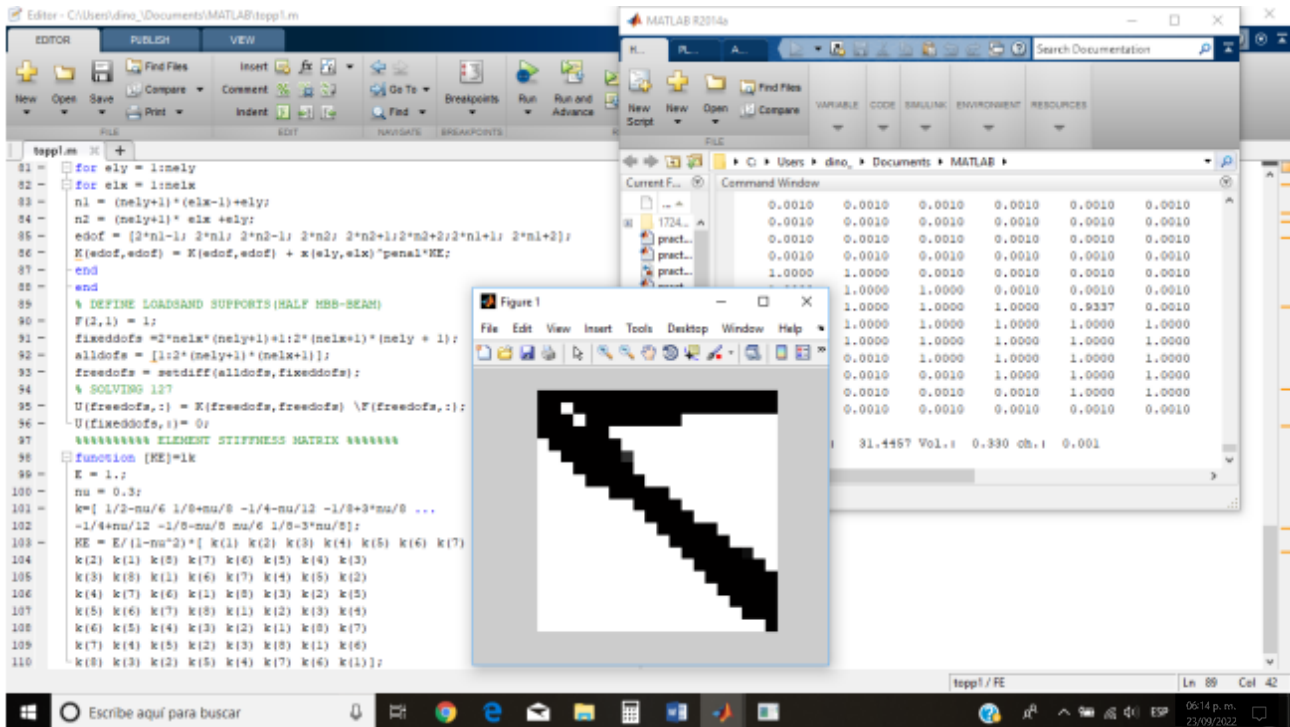 Editor - C:\Users\dino_\Documents\MATLAB\topp1.m
EDITOR PUBLISH VIEW
New Open Save
Find Files
Compare
Print
Insert
Comment
Indent
Go To
Find
Breakpoints
Run
Run and Advance
FILE EDIT NAVIGATE BREAKPOINTS
topp1.m
81 for ely = 1:nely
82 for elx = 1:nelx
83 n1 = (nely+1)*(elx-1)+ely;
84 n2 = (nely+1)* elx +ely;
85 edof = [2*n1-1; 2*n1; 2*n2-1; 2*n2; 2*n2+1;2*n2+2;2*n1+1; 2*n1+2];
86 K(edof,edof) = K(edof,edof) + x(ely,elx)^penal*KE;
87 end
88 end
89 % DEFINE LOADSAND SUPPORTS(HALF MBB-BEAM)
90 F(2,1) = 1;
91 fixeddofs =2*nelx*(nely+1)+1:2*(nelx+1)*(nely + 1);
92 alldofs = [1:2*(nely+1)*(nelx+1)];
93 freedofs = setdiff(alldofs,fixeddofs);
94 % SOLVING 127
95 U(freedofs,:) = K(freedofs,freedofs) \F(freedofs,:);
96 U(fixeddofs,:)= 0;
97 %%%%%%%%%% ELEMENT STIFFNESS MATRIX %%%%%%%
98 function [KE]=lk
99 E = 1.;
100 nu = 0.3;
101 k=[ 1/2-nu/6 1/8+nu/8 -1/4-nu/12 -1/8+3*nu/8 ...
102 -1/4+nu/12 -1/8-nu/8 nu/6 1/8-3*nu/8];
103 KE = E/(1-nu^2)*[ k(1) k(2) k(3) k(4) k(5) k(6) k(7)
104 k(2) k(1) k(8) k(7) k(6) k(5) k(4) k(3)
105 k(3) k(8) k(1) k(6) k(7) k(4) k(5) k(2)
106 k(4) k(7) k(6) k(1) k(8) k(3) k(2) k(5)
107 k(5) k(6) k(7) k(8) k(1) k(2) k(3) k(4)
108 k(6) k(5) k(4) k(3) k(2) k(1) k(8) k(7)
109 k(7) k(4) k(5) k(2) k(3) k(8) k(1) k(6)
110 k(8) k(3) k(2) k(5) k(4) k(7) k(6) k(1)];
MATLAB R2014a
H... PL... A...
Search Documentation
New Script
New
Open
Find Files
Compare
VARIABLE CODE SIMULINK ENVIRONMENT RESOURCES
FILE
C: Users dino_ Documents MATLAB
Current F...
Command Window
1724...
pract...
pract...
pract...
0.0010 0.0010 0.0010 0.0010 0.0010 0.0010
0.0010 0.0010 0.0010 0.0010 0.0010 0.0010
0.0010 0.0010 0.0010 0.0010 0.0010 0.0010
0.0010 0.0010 0.0010 0.0010 0.0010 0.0010
1.0000 1.0000 0.0010 0.0010 0.0010 0.0010
1.0000 1.0000 0.0010 0.0010
1.0000 1.0000 1.0000 0.9337 0.0010
1.0000 1.0000 1.0000 1.0000 1.0000
1.0000 1.0000 1.0000 1.0000 1.0000
0.0010 1.0000 1.0000 1.0000 1.0000
0.0010 0.0010 1.0000 1.0000 1.0000
0.0010 0.0010 0.0010 1.0000 1.0000
0.0010 0.0010 0.0010 0.0010 0.0010
31.4457 Vol.: 0.330 ch.: 0.001
Figure 1
File Edit View Insert Tools Desktop Window Help
topp1 / FE
Ln 89 Col 42
Escribe aquí para buscar
ESP
06:14 p. m.
23/09/2022